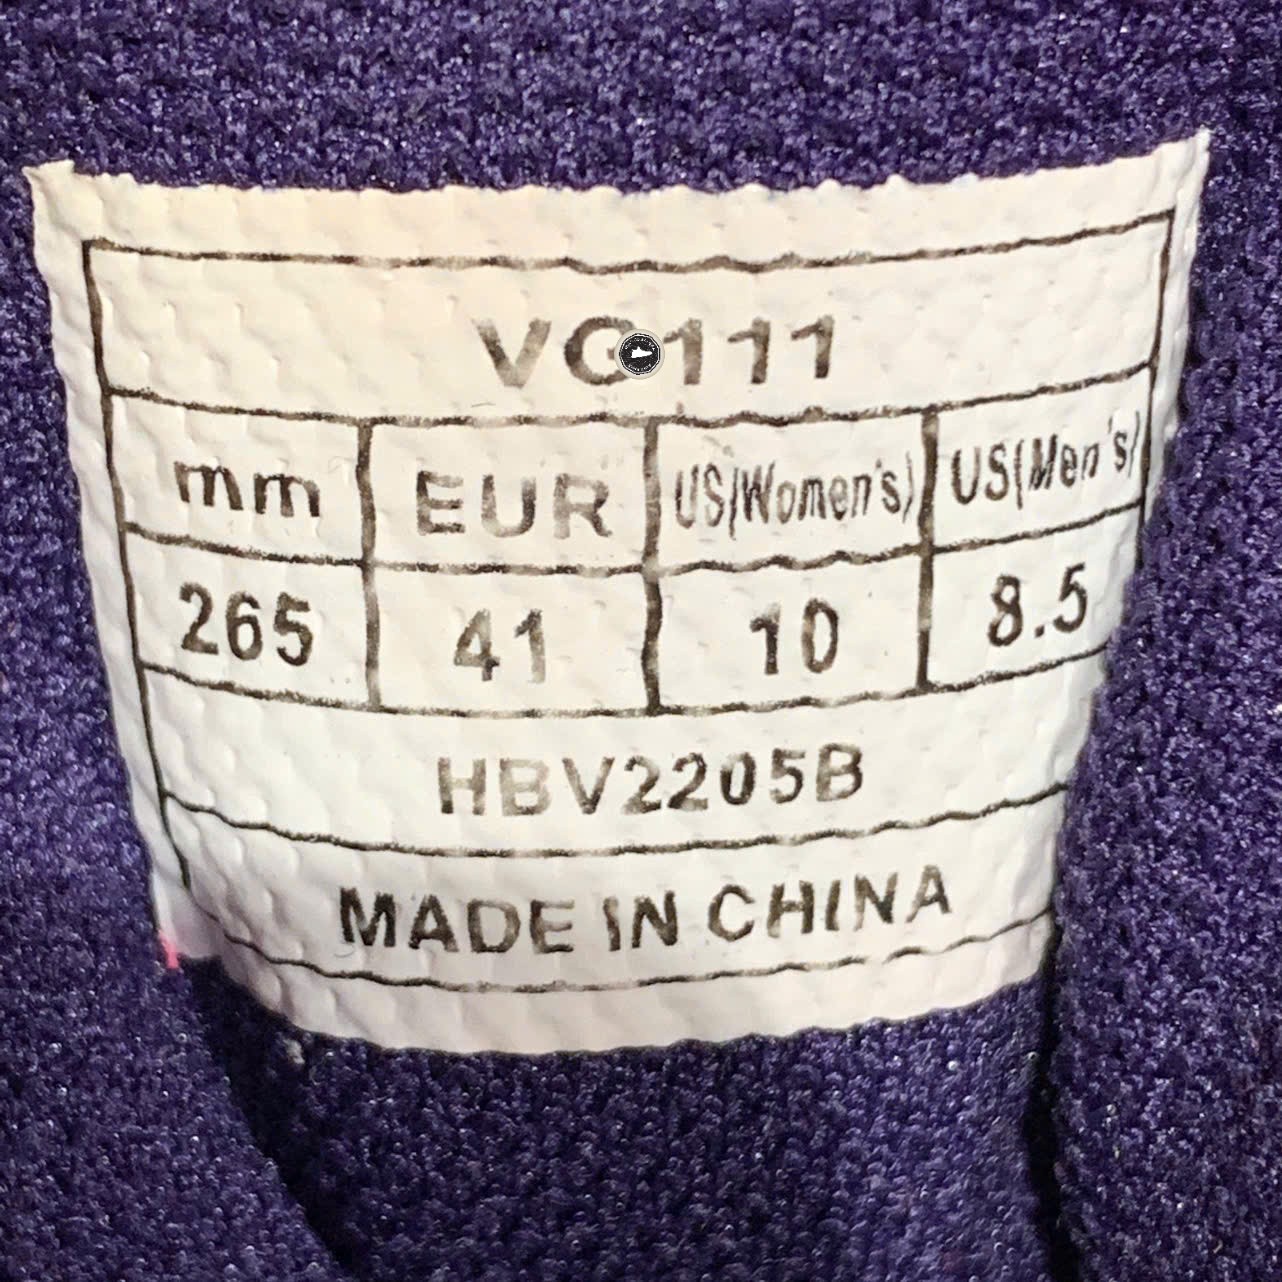 VG111
mm EUR US(Women's) US(Men's)
265 41 10 8.5
HBV2205B
MADE IN CHINA